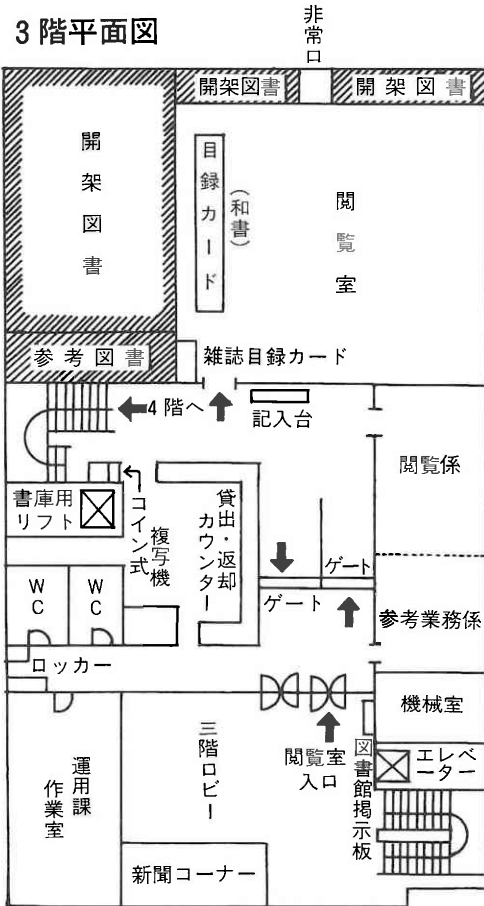 3階平面図
非常口
開架図書
開架図書
開架図書
目録カード
(和書)
閲覧室
参考図書
雑誌目録カード
4階へ
記入台
閲覧係
書庫用
リフト
コイン式
複写機
貸出・返却
カウンター
ゲート
ゲート
WC
WC
参考業務係
ロッカー
機械室
三階ロビー
閲覧室
入口
図書館掲示板
エレベ
ーター
運用課
作業室
新聞コーナー